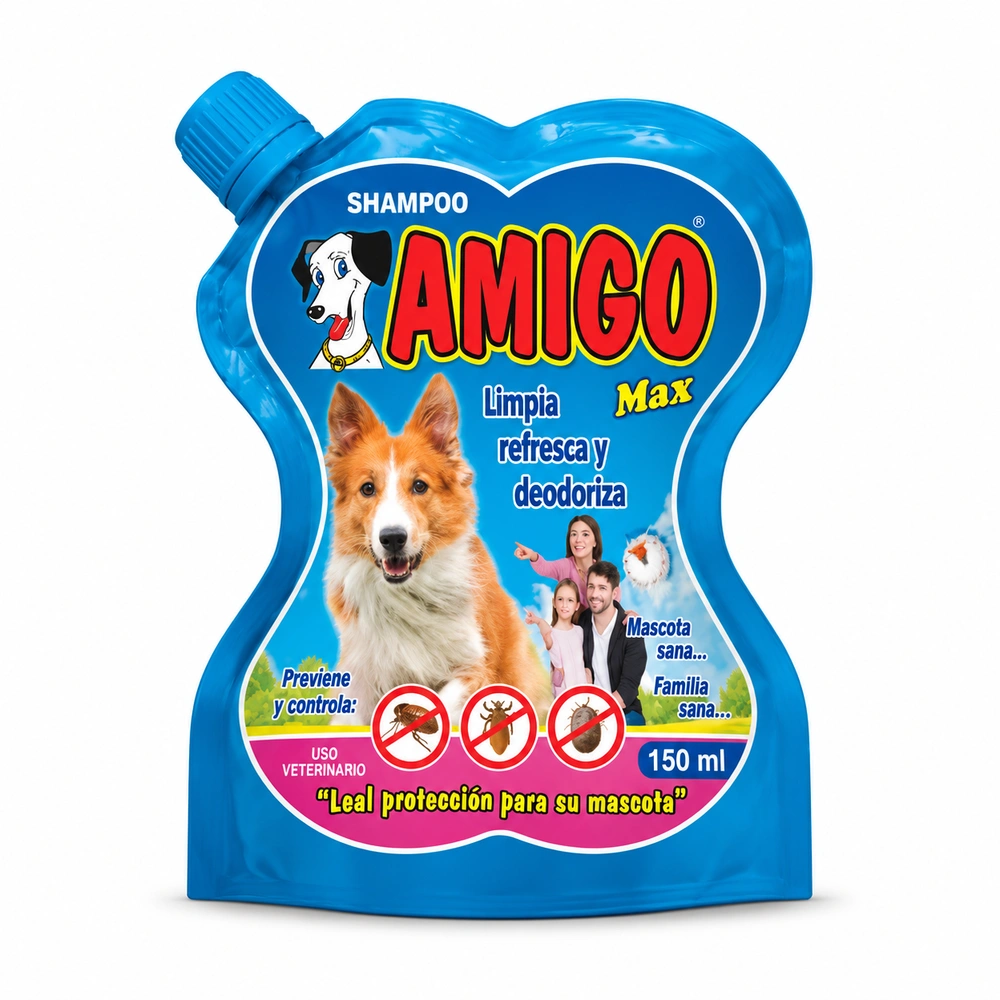 SHAMPOO
AMIGO®
Max
Limpia
refresca y
deodoriza
Mascota
sana...
Familia
sana...
Previene
y controla:
USO
VETERINARIO
150 ml
“Leal protección para su mascota”